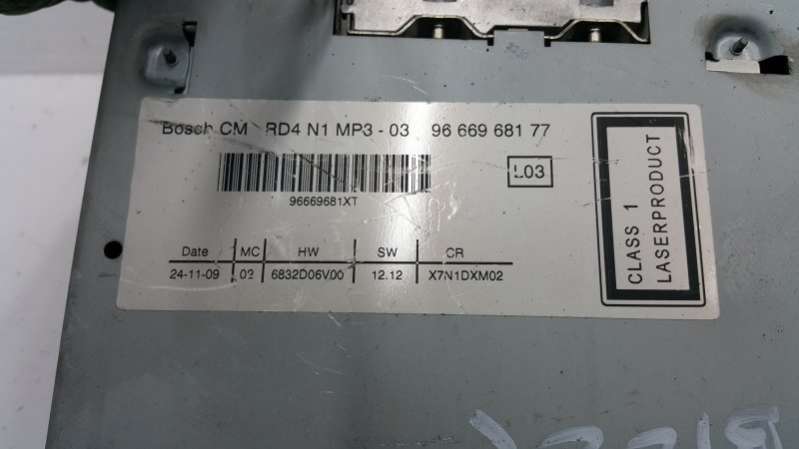 Bosch CM RD4 N1 MP3 - 03 96 669 681 77
96669681XT
L03
Date MC HW SW CR
24-11-09 02 6832D06V00 12.12 X7N1DXM02
CLASS 1
LASERPRODUCT